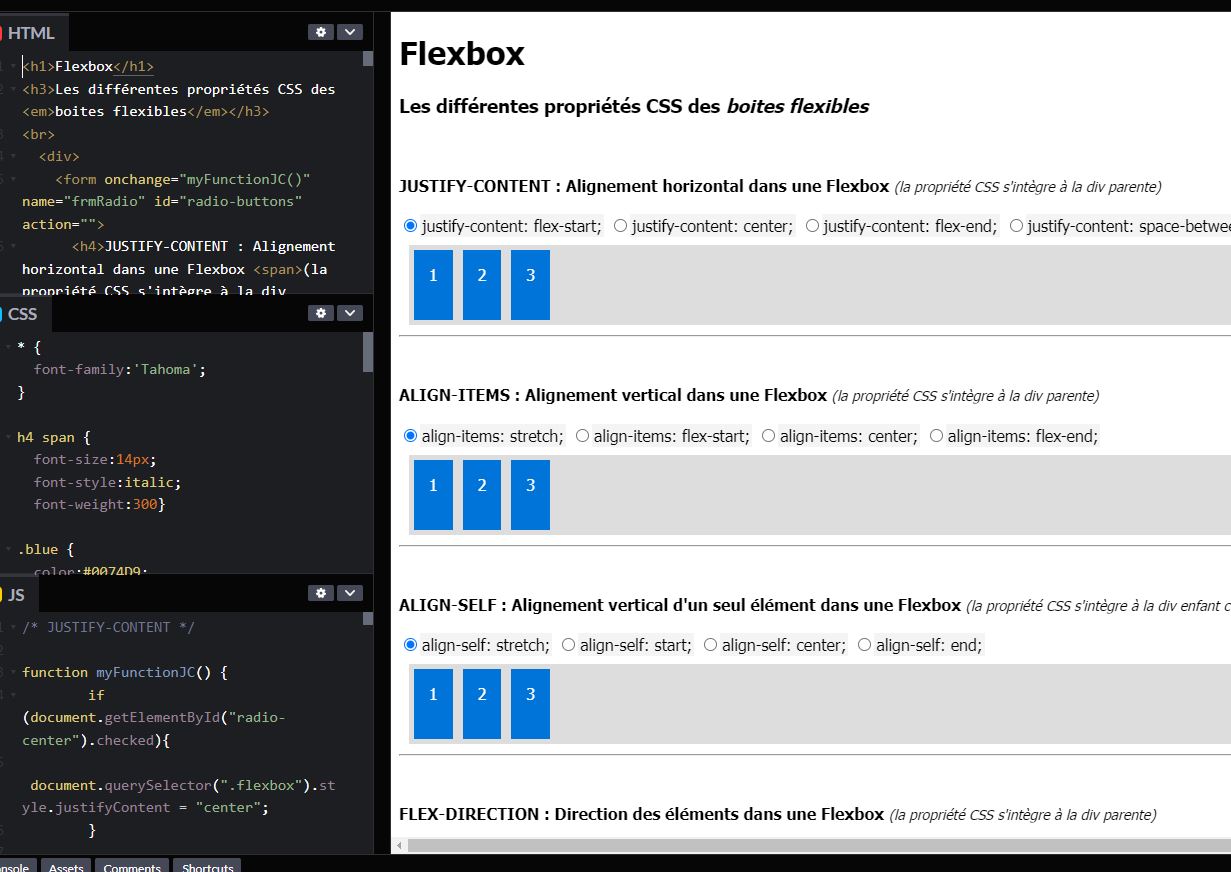 HTML
<h1>Flexbox</h1>
<h3>Les différentes propriétés CSS des
<em>boites flexibles</em></h3>
<br>
<div>
<form onchange="myFunctionJC()"
name="frmRadio" id="radio-buttons"
action="">
<h4>JUSTIFY-CONTENT : Alignement
horizontal dans une Flexbox <span>(la
propriété CSS s'intègre à la div
CSS
* {
font-family:'Tahoma';
}
h4 span {
font-size:14px;
font-style:italic;
font-weight:300}
.blue {
color:#0074D9;
JS
/* JUSTIFY-CONTENT */
function myFunctionJC() {
if
(document.getElementById("radio-
center").checked){
document.querySelector(".flexbox").st
yle.justifyContent = "center";
}
nsole Assets Comments Shortcuts
Flexbox
Les différentes propriétés CSS des boites flexibles
JUSTIFY-CONTENT : Alignement horizontal dans une Flexbox (la propriété CSS s'intègre à la div parente)
justify-content: flex-start; justify-content: center; justify-content: flex-end; justify-content: space-betwee
1 2 3
ALIGN-ITEMS : Alignement vertical dans une Flexbox (la propriété CSS s'intègre à la div parente)
align-items: stretch; align-items: flex-start; align-items: center; align-items: flex-end;
1 2 3
ALIGN-SELF : Alignement vertical d'un seul élément dans une Flexbox (la propriété CSS s'intègre à la div enfant c
align-self: stretch; align-self: start; align-self: center; align-self: end;
1 2 3
FLEX-DIRECTION : Direction des éléments dans une Flexbox (la propriété CSS s'intègre à la div parente)